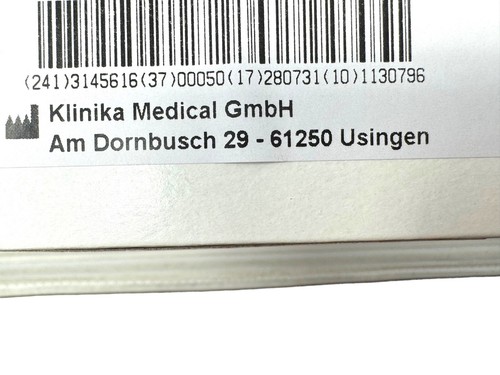 (241)3145616(37)00050(17)280731(10)1130796
Klinika Medical GmbH
Am Dornbusch 29 - 61250 Usingen